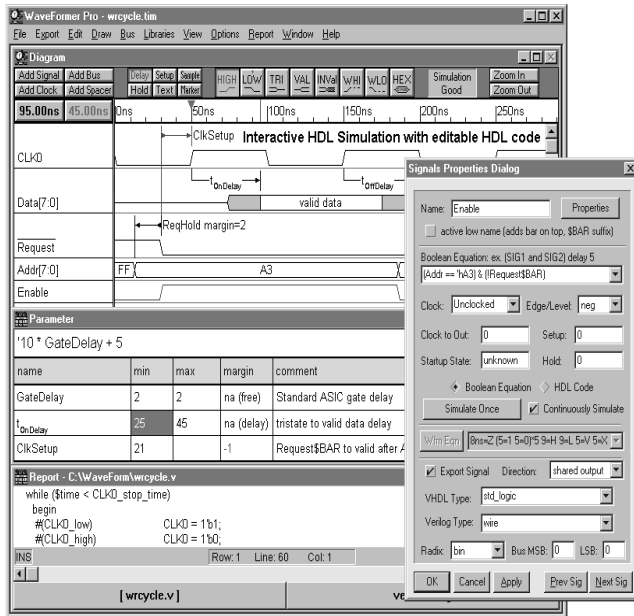 WaveFormer Pro - wrcycle.tim
File Export Edit Draw Bus Libraries View Options Report Window Help
Diagram
Add Signal Add Bus Delay Setup Sample HIGH LOW TRI VAL INVal WHI WLO HEX Simulation Good Zoom In
Add Clock Add Spacer Hold Text Marker Zoom Out
95.00ns 45.00ns 0ns 50ns 100ns 150ns 200ns 250ns
ClkSetup Interactive HDL Simulation with editable HDL code
CLK0
tOnDelay tOffDelay
Data[7:0] valid data
ReqHold margin=2
Request
Addr[7:0] FF A3
Enable
Parameter
'10 * GateDelay + 5
name min max margin comment
GateDelay 2 2 na (free) Standard ASIC gate delay
tOnDelay 25 45 na (delay) tristate to valid data delay
ClkSetup 21 -1 Request$BAR to valid after A
Report - C:\WaveForm\wrcycle.v
while ($time < CLK0_stop_time)
begin
#(CLK0_low) CLK0 = 1'b1;
#(CLK0_high) CLK0 = 1'b0;
INS Row: 1 Line: 60 Col: 1
[ wrcycle.v ] ve
Signals Properties Dialog
Name: Enable Properties
active low name (adds bar on top, $BAR suffix)
Boolean Equation: ex. (SIG1 and SIG2) delay 5
(Addr == 'hA3) & (!Request$BAR)
Clock: Unclocked Edge/Level: neg
Clock to Out: 0 Setup: 0
Startup State: unknown Hold: 0
Boolean Equation HDL Code
Simulate Once Continuously Simulate
Wfm Eqn 8ns=Z (5=1 5=0)*5 9=H 9=L 5=V 5=X
Export Signal Direction: shared output
VHDL Type: std_logic
Verilog Type: wire
Radix: bin Bus MSB: 0 LSB: 0
OK Cancel Apply Prev Sig Next Sig